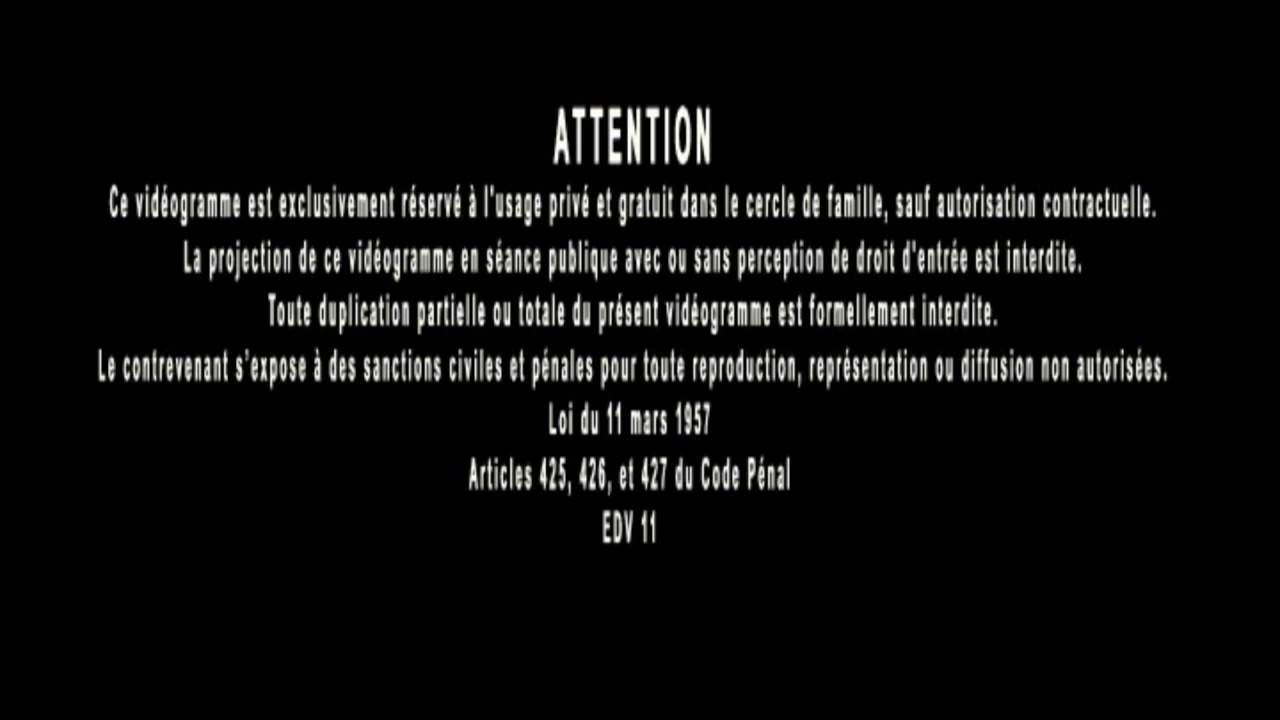 ATTENTION
Ce vidéogramme est exclusivement réservé à l'usage privé et gratuit dans le cercle de famille, sauf autorisation contractuelle.
La projection de ce vidéogramme en séance publique avec ou sans perception de droit d'entrée est interdite.
Toute duplication partielle ou totale du présent vidéogramme est formellement interdite.
Le contrevenant s'expose à des sanctions civiles et pénales pour toute reproduction, représentation ou diffusion non autorisées.
Loi du 11 mars 1957
Articles 425, 426, et 427 du Code Pénal
EDV 11